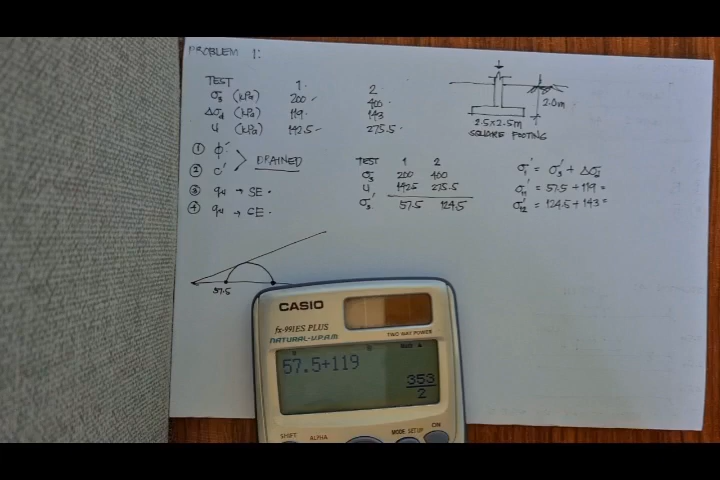 PROBLEM 1:
TEST 1 2
σ3 (kPa) 200 400
Δσd (kPa) 119 143
u (kPa) 142.5 275.5
① φ'
② c' DRAINED
③ qu → SE
④ qu → CE
2.0m
2.5x2.5m
SQUARE FOOTING
TEST 1 2
σ3 200 400
u 142.5 275.5
σ3' 57.5 124.5
σ1' = σ3' + Δσd
σ11' = 57.5 + 119 =
σ12' = 124.5 + 143 =
57.5
CASIO
fx-991ES PLUS
NATURAL-V.P.A.M.
TWO WAY POWER
57.5+119
353
2
SHIFT ALPHA MODE SETUP ON